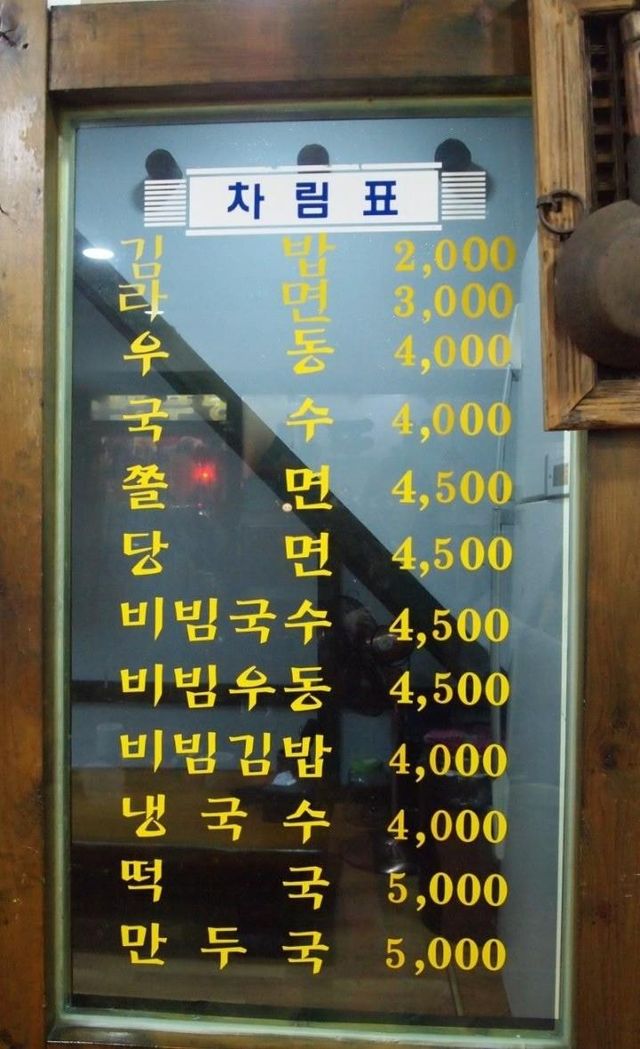 차림표
김밥 2,000
라면 3,000
우동 4,000
국수 4,000
쫄면 4,500
당면 4,500
비빔국수 4,500
비빔우동 4,500
비빔김밥 4,000
냉국수 4,000
떡국 5,000
만두국 5,000